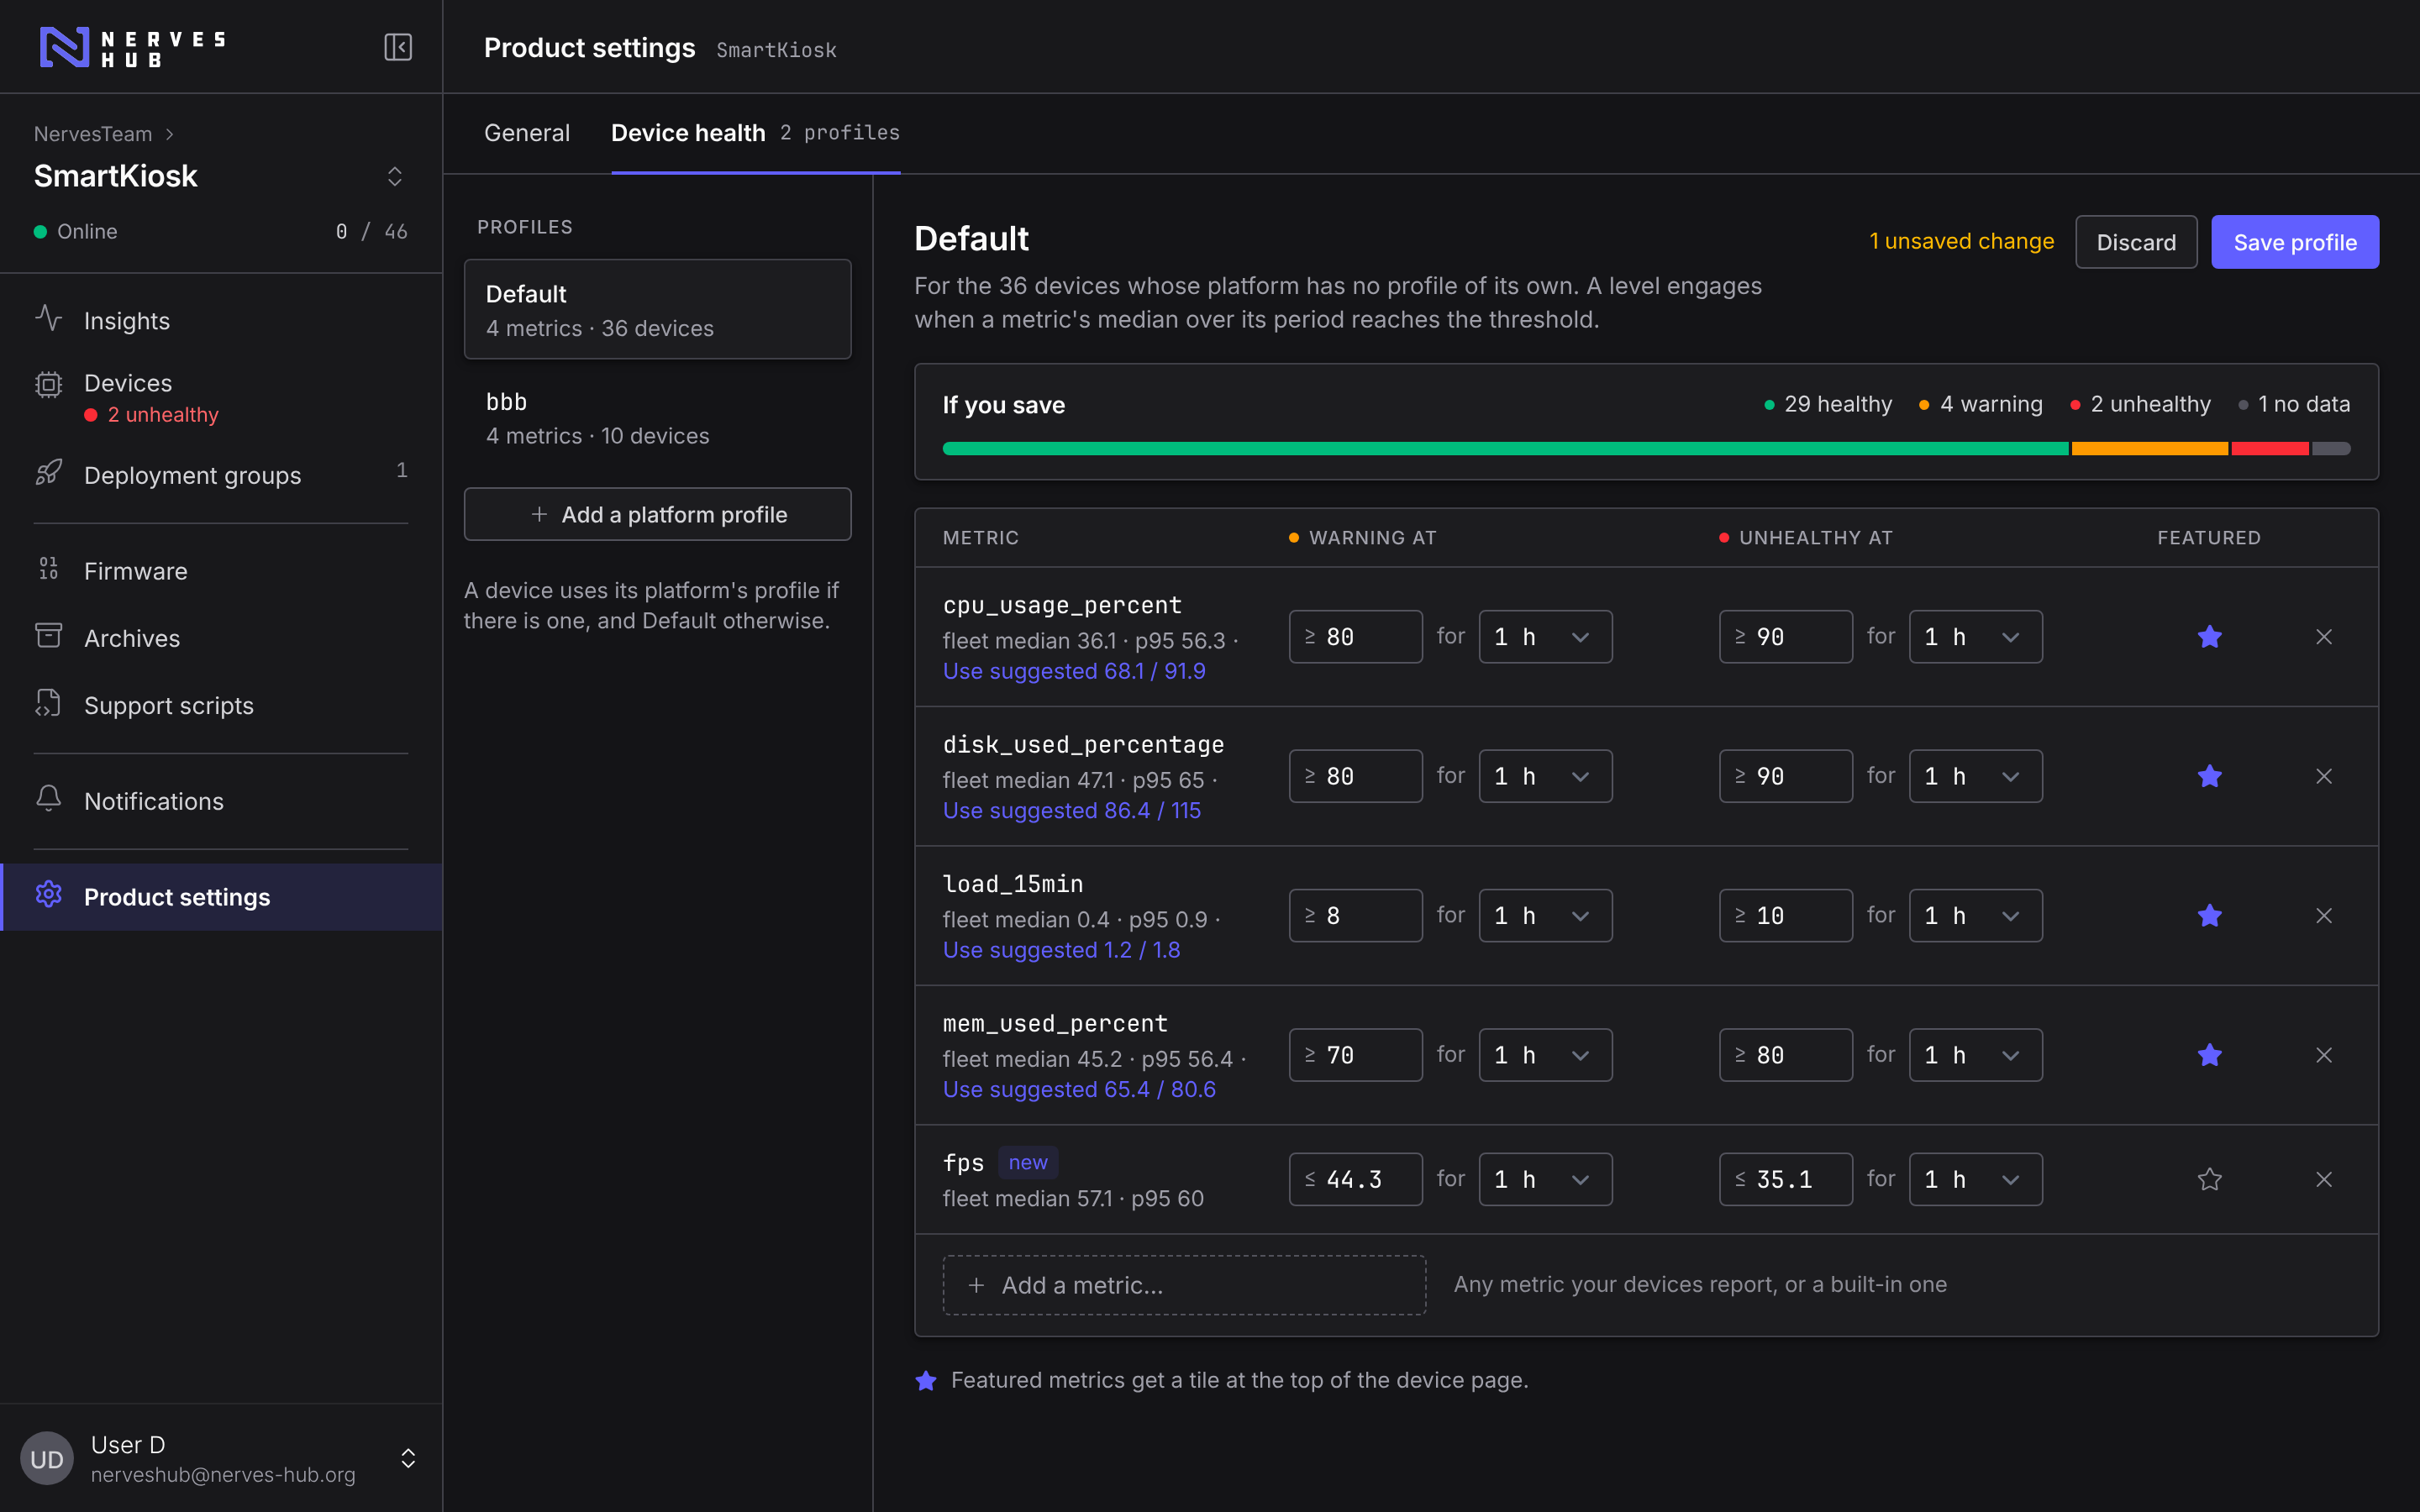 NERVES
HUB
NervesTeam
SmartKiosk
Online 0 / 46
Insights
Devices
2 unhealthy
Deployment groups 1
Firmware
Archives
Support scripts
Notifications
Product settings
UD
User D
nerveshub@nerves-hub.org
Product settings SmartKiosk
General
Device health 2 profiles
PROFILES
Default
4 metrics · 36 devices
bbb
4 metrics · 10 devices
+ Add a platform profile
A device uses its platform's profile if
there is one, and Default otherwise.
Default
1 unsaved change
Discard
Save profile
For the 36 devices whose platform has no profile of its own. A level engages
when a metric's median over its period reaches the threshold.
If you save
29 healthy 4 warning 2 unhealthy 1 no data
METRIC WARNING AT UNHEALTHY AT FEATURED
cpu_usage_percent
fleet median 36.1 · p95 56.3 ·
Use suggested 68.1 / 91.9
≥ 80 for 1 h ≥ 90 for 1 h
disk_used_percentage
fleet median 47.1 · p95 65 ·
Use suggested 86.4 / 115
≥ 80 for 1 h ≥ 90 for 1 h
load_15min
fleet median 0.4 · p95 0.9 ·
Use suggested 1.2 / 1.8
≥ 8 for 1 h ≥ 10 for 1 h
mem_used_percent
fleet median 45.2 · p95 56.4 ·
Use suggested 65.4 / 80.6
≥ 70 for 1 h ≥ 80 for 1 h
fps new
fleet median 57.1 · p95 60
≤ 44.3 for 1 h ≤ 35.1 for 1 h
+ Add a metric...
Any metric your devices report, or a built-in one
Featured metrics get a tile at the top of the device page.